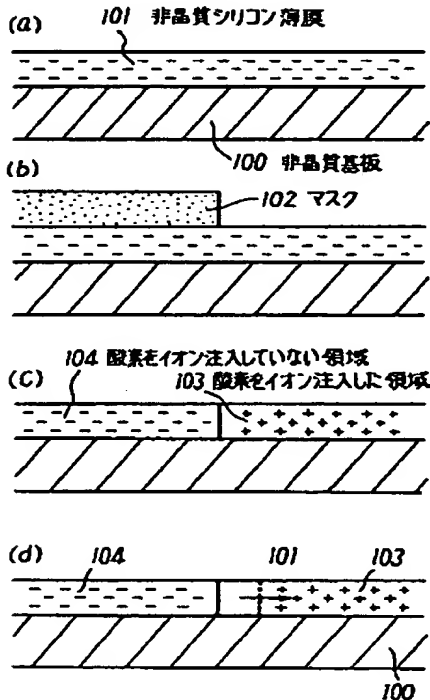 (a)
101 非晶質シリコン薄膜
100 非晶質基板
(b)
102 マスク
(c)
104 酸素をイオン注入していない領域
103 酸素をイオン注入した領域
(d)
104 101 103
100